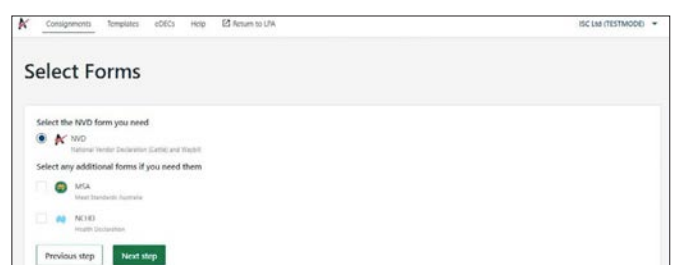 Consignments Templates eDECs Help Return to LPA ISC Ltd (TESTMODE)
Select Forms
Select the NVD form you need
NVD
National Vendor Declaration (Cattle) and Waybill
Select any additional forms if you need them
MSA
Meat Standards Australia
NCHD
Health Declaration
Previous step Next step